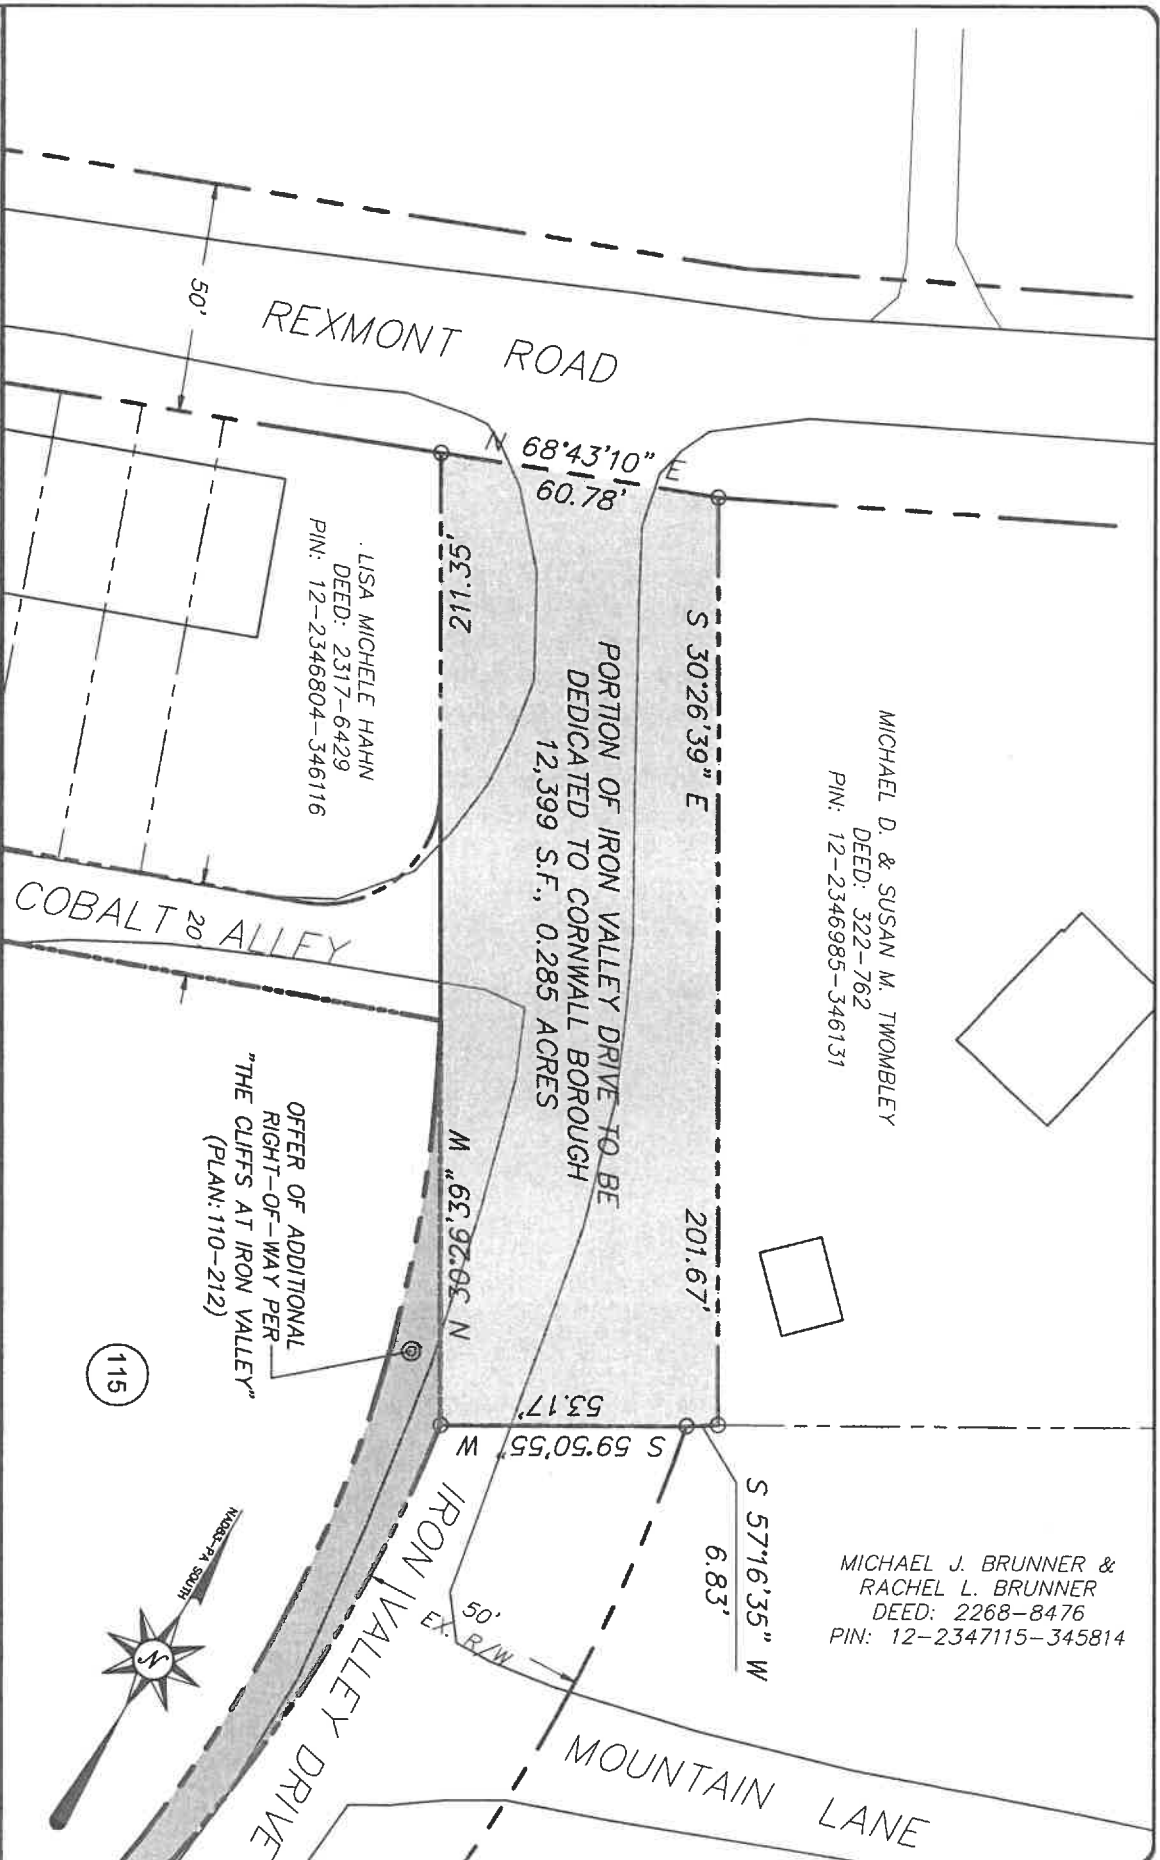 REXMONT ROAD
50'
N 68°43'10" E
60.78'
211.35'
S 30°26'39" E
201.67'
MICHAEL D. & SUSAN M. TWOMBLEY
DEED: 322-762
PIN: 12-2346985-346131
PORTION OF IRON VALLEY DRIVE TO BE
DEDICATED TO CORNWALL BOROUGH
12,399 S.F., 0.285 ACRES
LISA MICHELE HAHN
DEED: 2317-6429
PIN: 12-2346804-346116
COBALT ALLEY
20'
N 30°26'39" W
OFFER OF ADDITIONAL
RIGHT-OF-WAY PER
"THE CLIFFS AT IRON VALLEY"
(PLAN: 110-212)
115
53.17'
S 59°50'55" W
S 57°16'35" W
6.83'
MICHAEL J. BRUNNER &
RACHEL L. BRUNNER
DEED: 2268-8476
PIN: 12-2347115-345814
IRON VALLEY DRIVE
50'
EX. R/W
MOUNTAIN LANE
NAD83-PA SOUTH
N